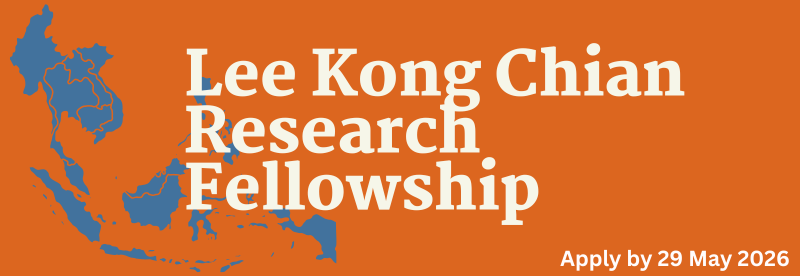 Lee Kong Chian
Research
Fellowship
Apply by 29 May 2026